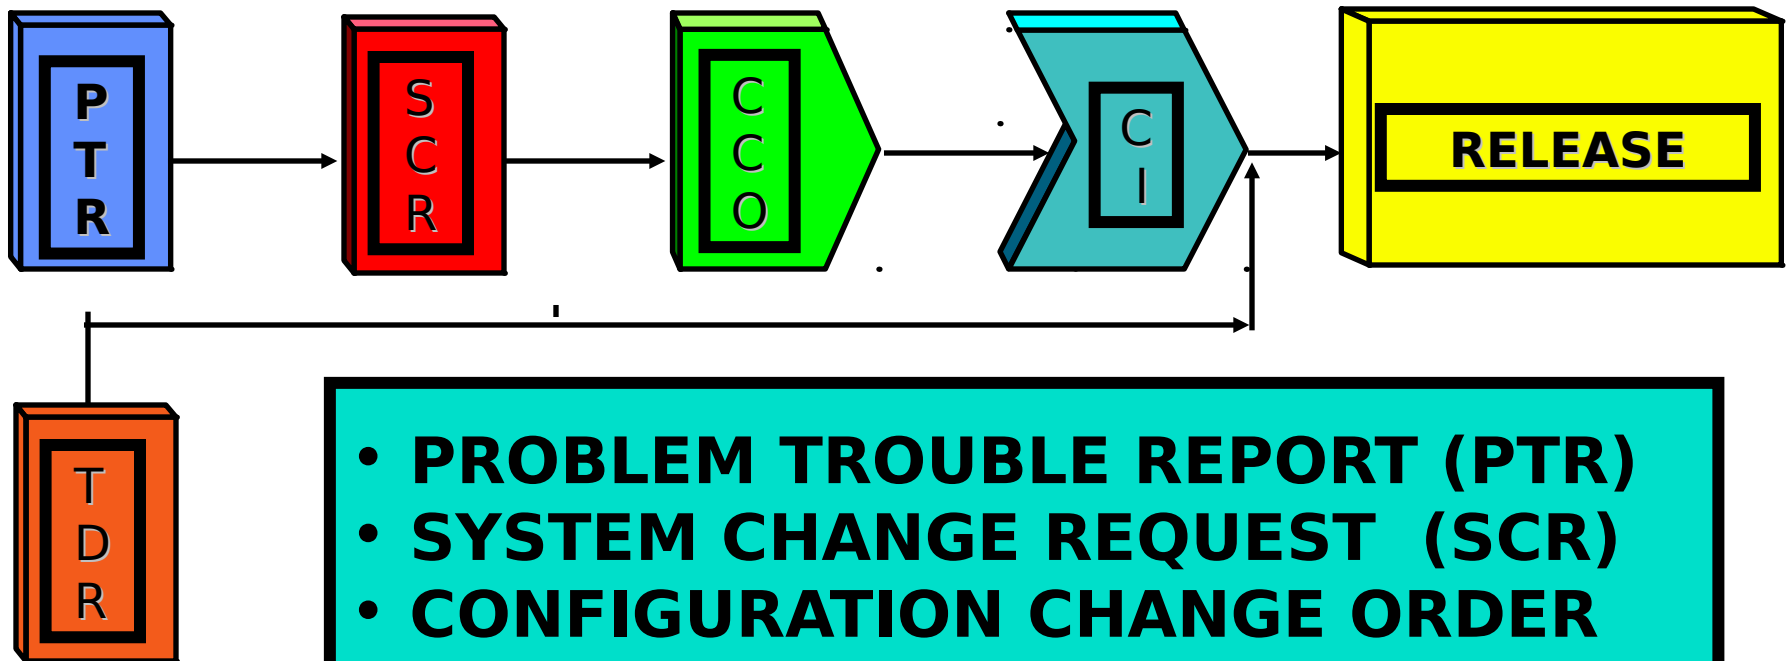 P
T
R
S
C
R
C
C
O
C
I
RELEASE
T
D
R
• PROBLEM TROUBLE REPORT (PTR)
• SYSTEM CHANGE REQUEST (SCR)
• CONFIGURATION CHANGE ORDER